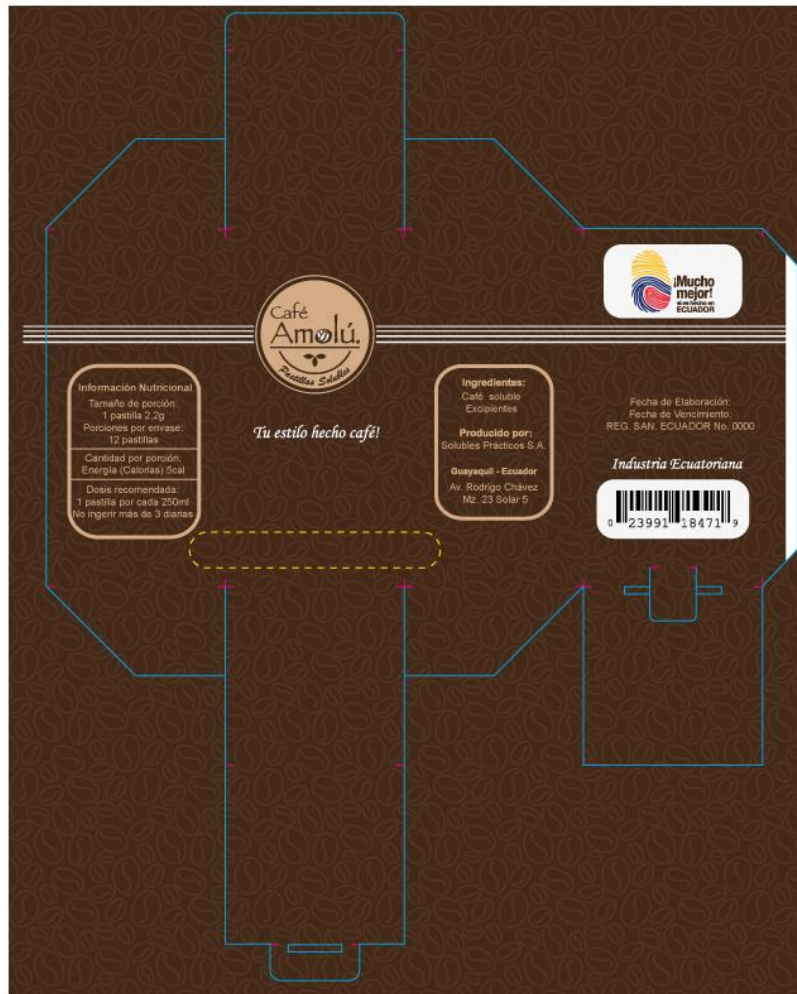 Café
Amolú.
Pastillas Solubles
Tu estilo hecho café!
Información Nutricional
Tamaño de porción:
1 pastilla 2,2g
Porciones por envase:
12 pastillas
Cantidad por porción:
Energía (Calorías) 5cal
Dosis recomendada:
1 pastilla por cada 250ml
No ingerir más de 3 diarias
Ingredientes:
Café soluble
Excipientes
Producido por:
Solubles Prácticos S.A.
Guayaquil - Ecuador
Av. Rodrigo Chávez
Mz. 23 Solar 5
¡Mucho
mejor!
si es hecho en
ECUADOR
Fecha de Elaboración:
Fecha de Vencimiento:
REG. SAN. ECUADOR No. 0000
Industria Ecuatoriana
0 23991 18471 9